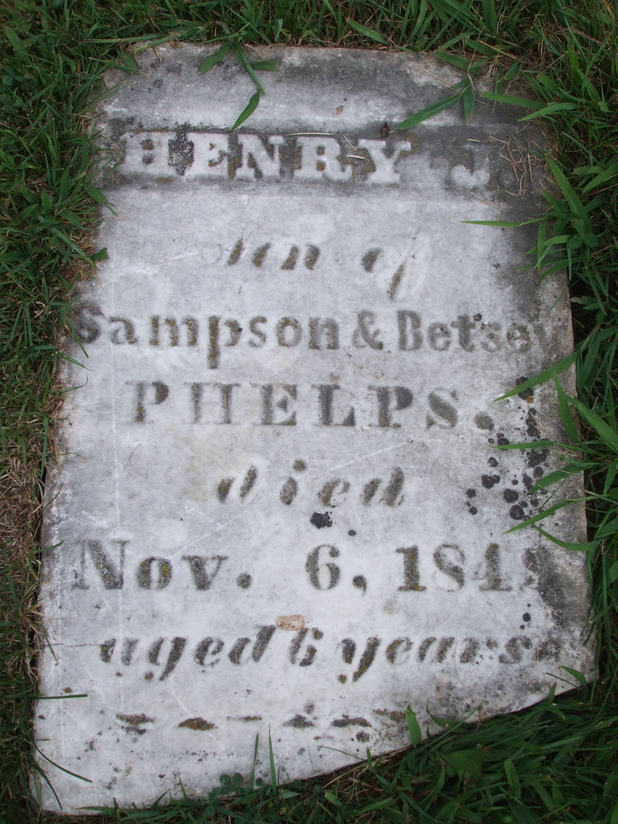 HENRY J.
son of
Sampson & Betsey
PHELPS.
died
Nov. 6,
aged 6 years